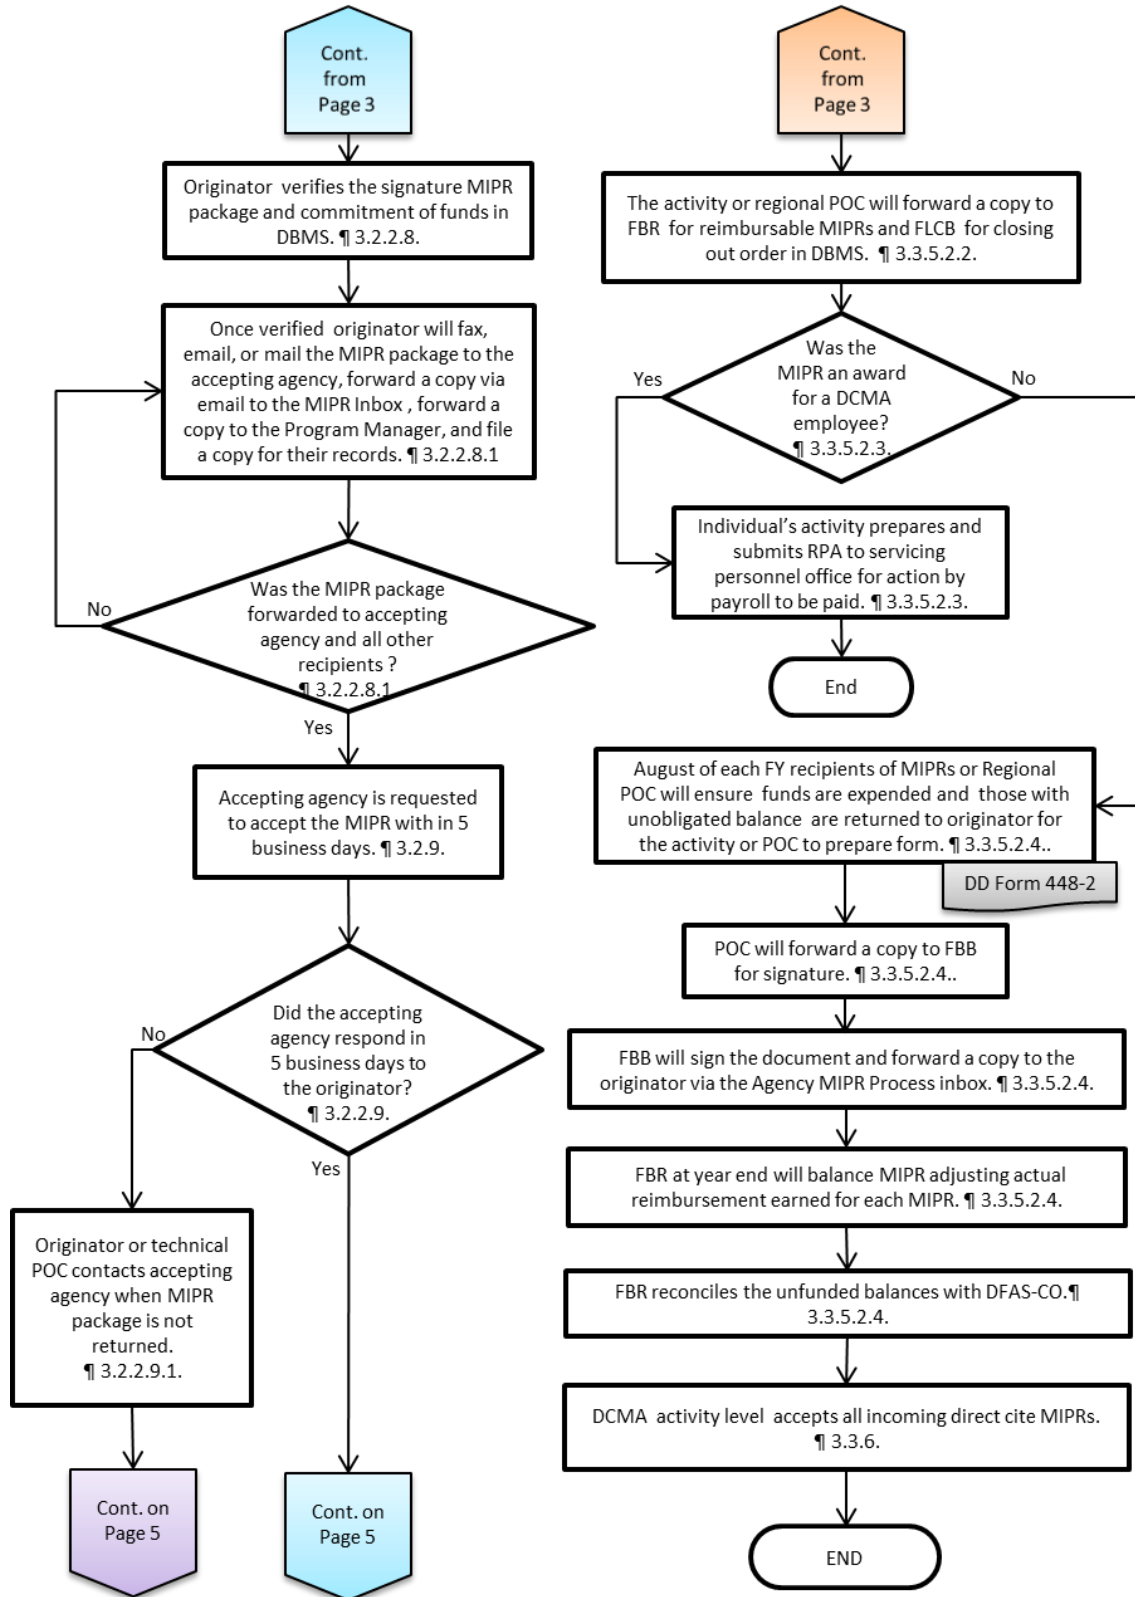 Cont.
from
Page 3
Originator verifies the signature MIPR
package and commitment of funds in
DBMS. ¶ 3.2.2.8.
Once verified originator will fax,
email, or mail the MIPR package to the
accepting agency, forward a copy via
email to the MIPR Inbox , forward a
copy to the Program Manager, and file
a copy for their records. ¶ 3.2.2.8.1
Was the MIPR package
forwarded to accepting
agency and all other
recipients ?
¶ 3.2.2.8.1
No
Yes
Accepting agency is requested
to accept the MIPR with in 5
business days. ¶ 3.2.9.
Did the accepting
agency respond in
5 business days to
the originator?
¶ 3.2.2.9.
No
Yes
Originator or technical
POC contacts accepting
agency when MIPR
package is not
returned.
¶ 3.2.2.9.1.
Cont. on
Page 5
Cont. on
Page 5
Cont.
from
Page 3
The activity or regional POC will forward a copy to
FBR for reimbursable MIPRs and FLCB for closing
out order in DBMS. ¶ 3.3.5.2.2.
Was the
MIPR an award
for a DCMA
employee?
¶ 3.3.5.2.3.
Yes
No
Individual’s activity prepares and
submits RPA to servicing
personnel office for action by
payroll to be paid. ¶ 3.3.5.2.3.
End
August of each FY recipients of MIPRs or Regional
POC will ensure funds are expended and those with
unobligated balance are returned to originator for
the activity or POC to prepare form. ¶ 3.3.5.2.4..
DD Form 448-2
POC will forward a copy to FBB
for signature. ¶ 3.3.5.2.4..
FBB will sign the document and forward a copy to the
originator via the Agency MIPR Process inbox. ¶ 3.3.5.2.4.
FBR at year end will balance MIPR adjusting actual
reimbursement earned for each MIPR. ¶ 3.3.5.2.4.
FBR reconciles the unfunded balances with DFAS-CO.¶
3.3.5.2.4.
DCMA activity level accepts all incoming direct cite MIPRs.
¶ 3.3.6.
END